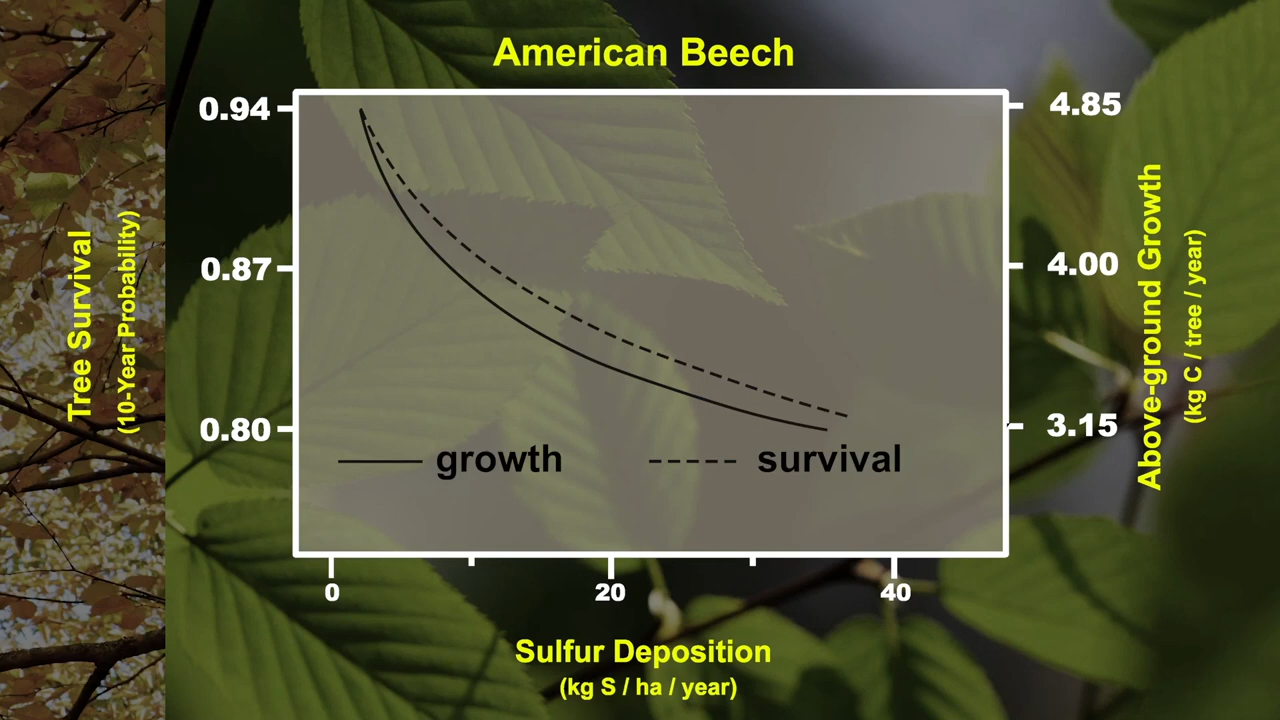 American Beech
0.94
0.87
0.80
Tree Survival
(10-Year Probability)
4.85
4.00
3.15
Above-ground Growth
(kg C / tree / year)
growth
survival
0
20
40
Sulfur Deposition
(kg S / ha / year)